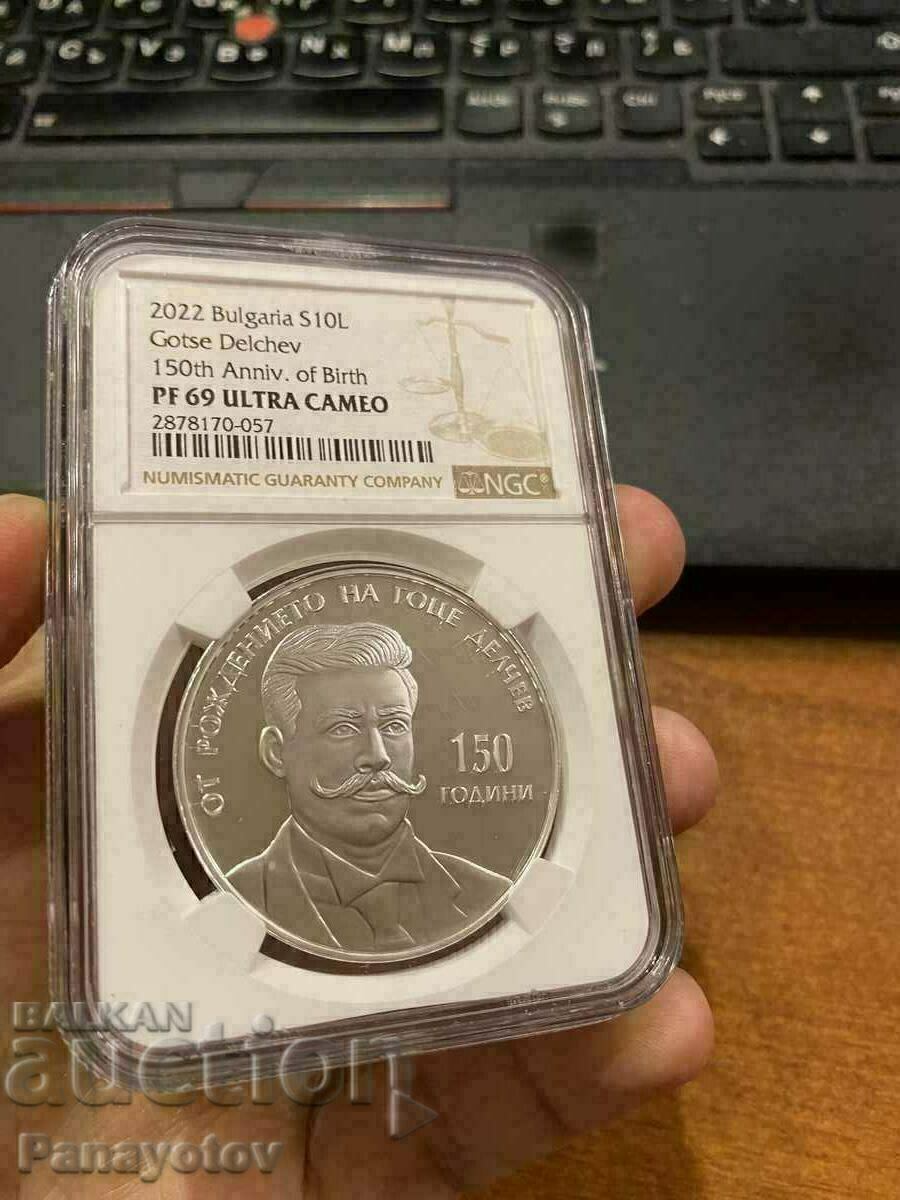 2022 Bulgaria S10L
Gotse Delchev
150th Anniv. of Birth
PF 69 ULTRA CAMEO
2878170-057
NUMISMATIC GUARANTY COMPANY NGC
ОТ РОЖДЕНИЕТО НА ГОЦЕ ДЕЛЧЕВ
150
ГОДИНИ
BALKAN
auction
Panayotov